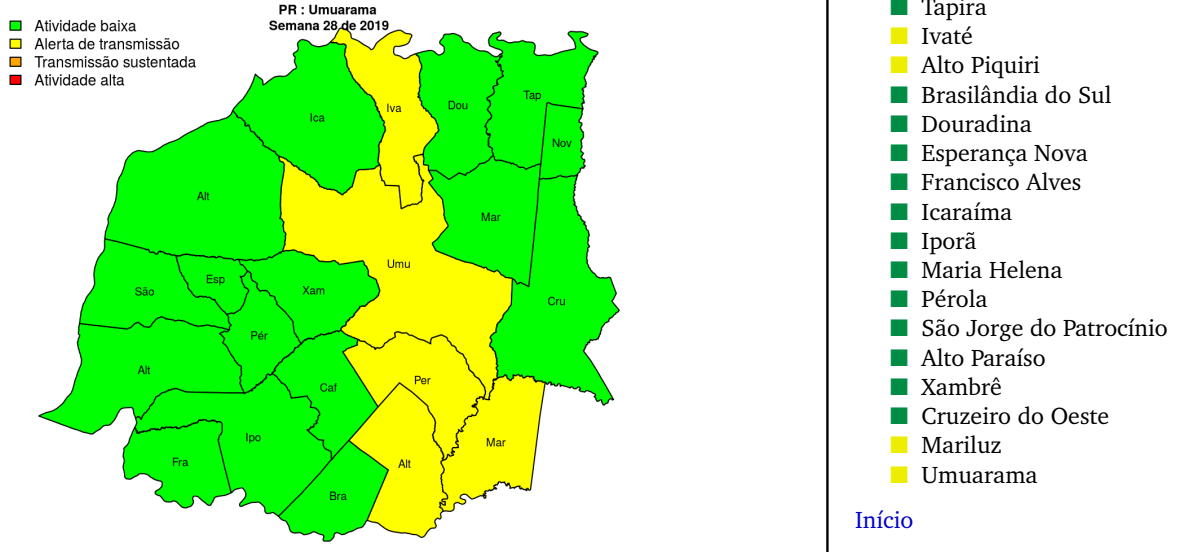 PR : Umuarama
Semana 28 de 2019
Atividade baixa
Alerta de transmissão
Transmissão sustentada
Atividade alta
Iva
Ica
Dou
Tap
Nov
Alt
Mar
Umu
Esp
São
Xam
Cru
Pér
Alt
Caf
Per
Ipo
Mar
Fra
Alt
Bra
Tapira
Ivaté
Alto Piquiri
Brasilândia do Sul
Douradina
Esperança Nova
Francisco Alves
Icaraíma
Iporã
Maria Helena
Pérola
São Jorge do Patrocínio
Alto Paraíso
Xambrê
Cruzeiro do Oeste
Mariluz
Umuarama
Início